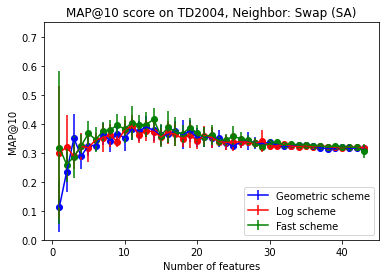 MAP@10 score on TD2004, Neighbor: Swap (SA)
MAP@10
0.7
0.6
0.5
0.4
0.3
0.2
0.1
0.0
Geometric scheme
Log scheme
Fast scheme
0 10 20 30 40
Number of features